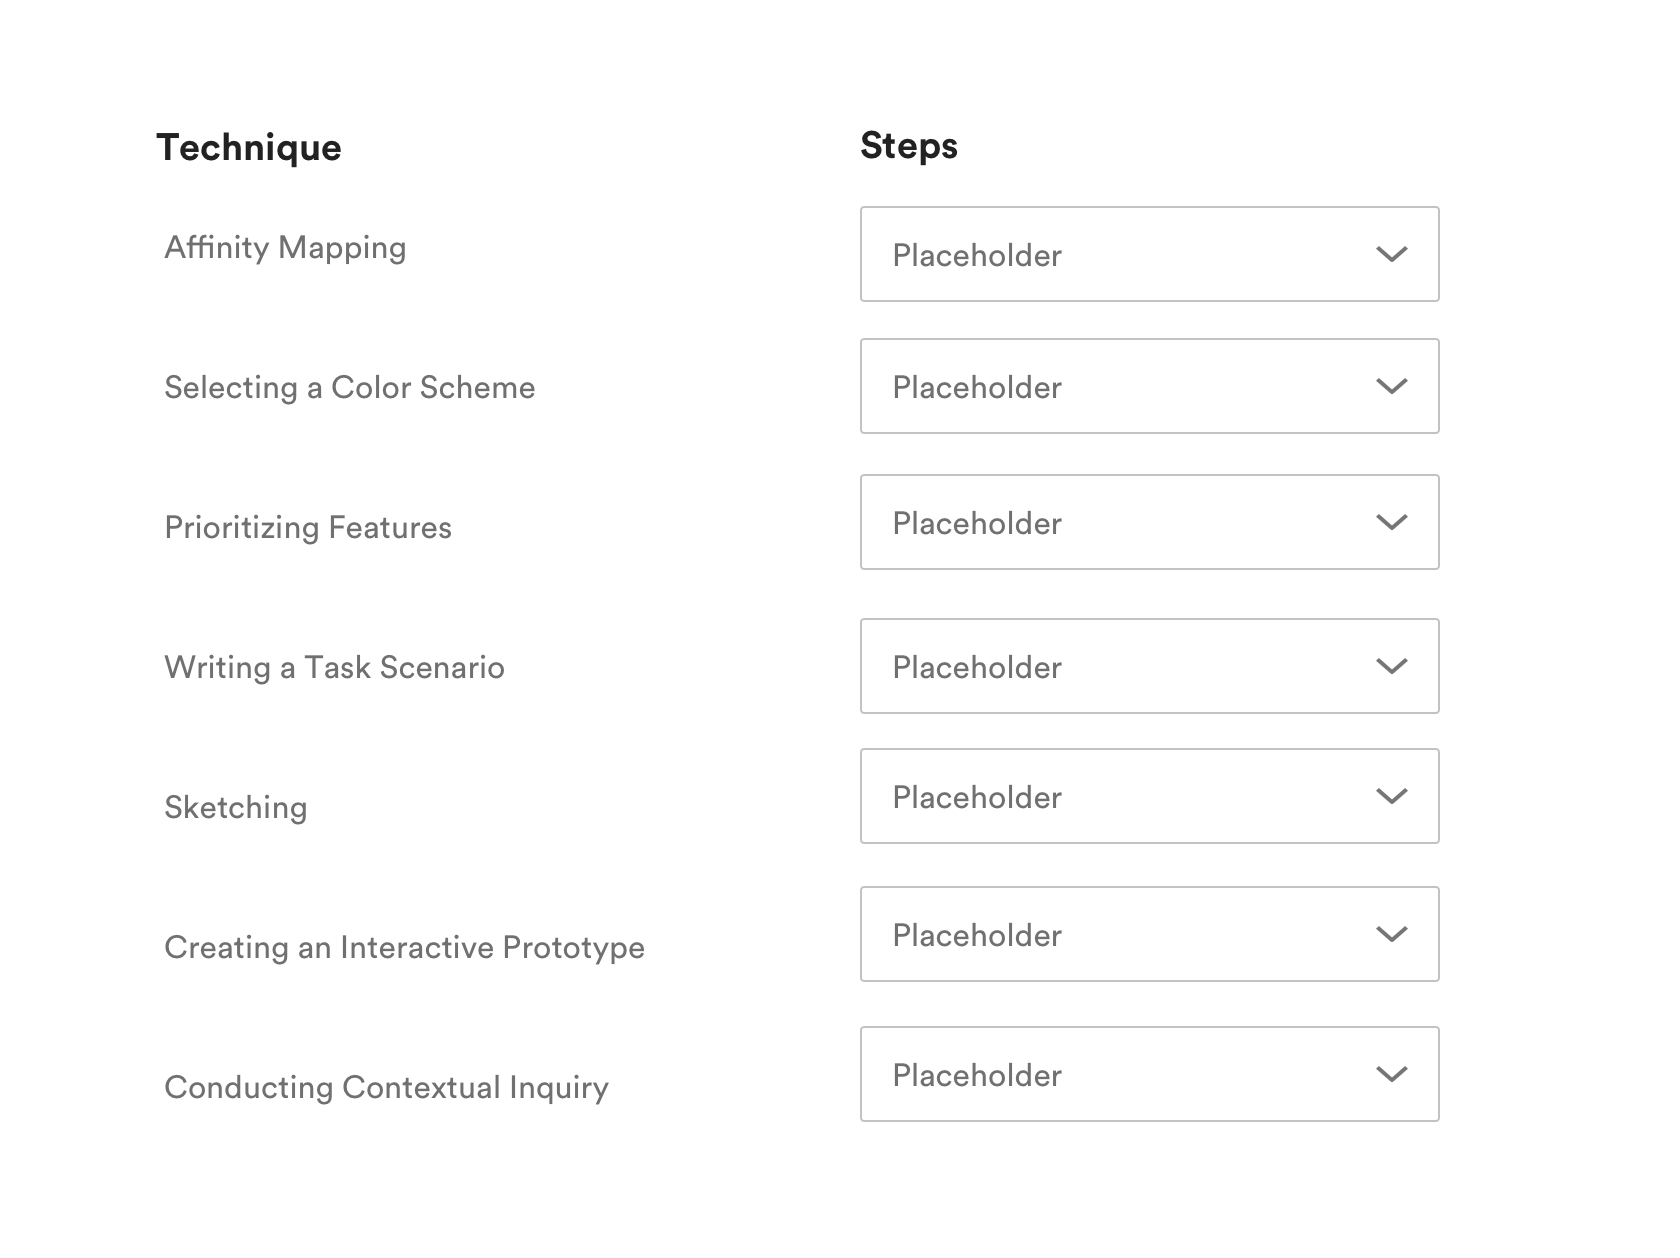 Technique Steps
Affinity Mapping Placeholder
Selecting a Color Scheme Placeholder
Prioritizing Features Placeholder
Writing a Task Scenario Placeholder
Sketching Placeholder
Creating an Interactive Prototype Placeholder
Conducting Contextual Inquiry Placeholder